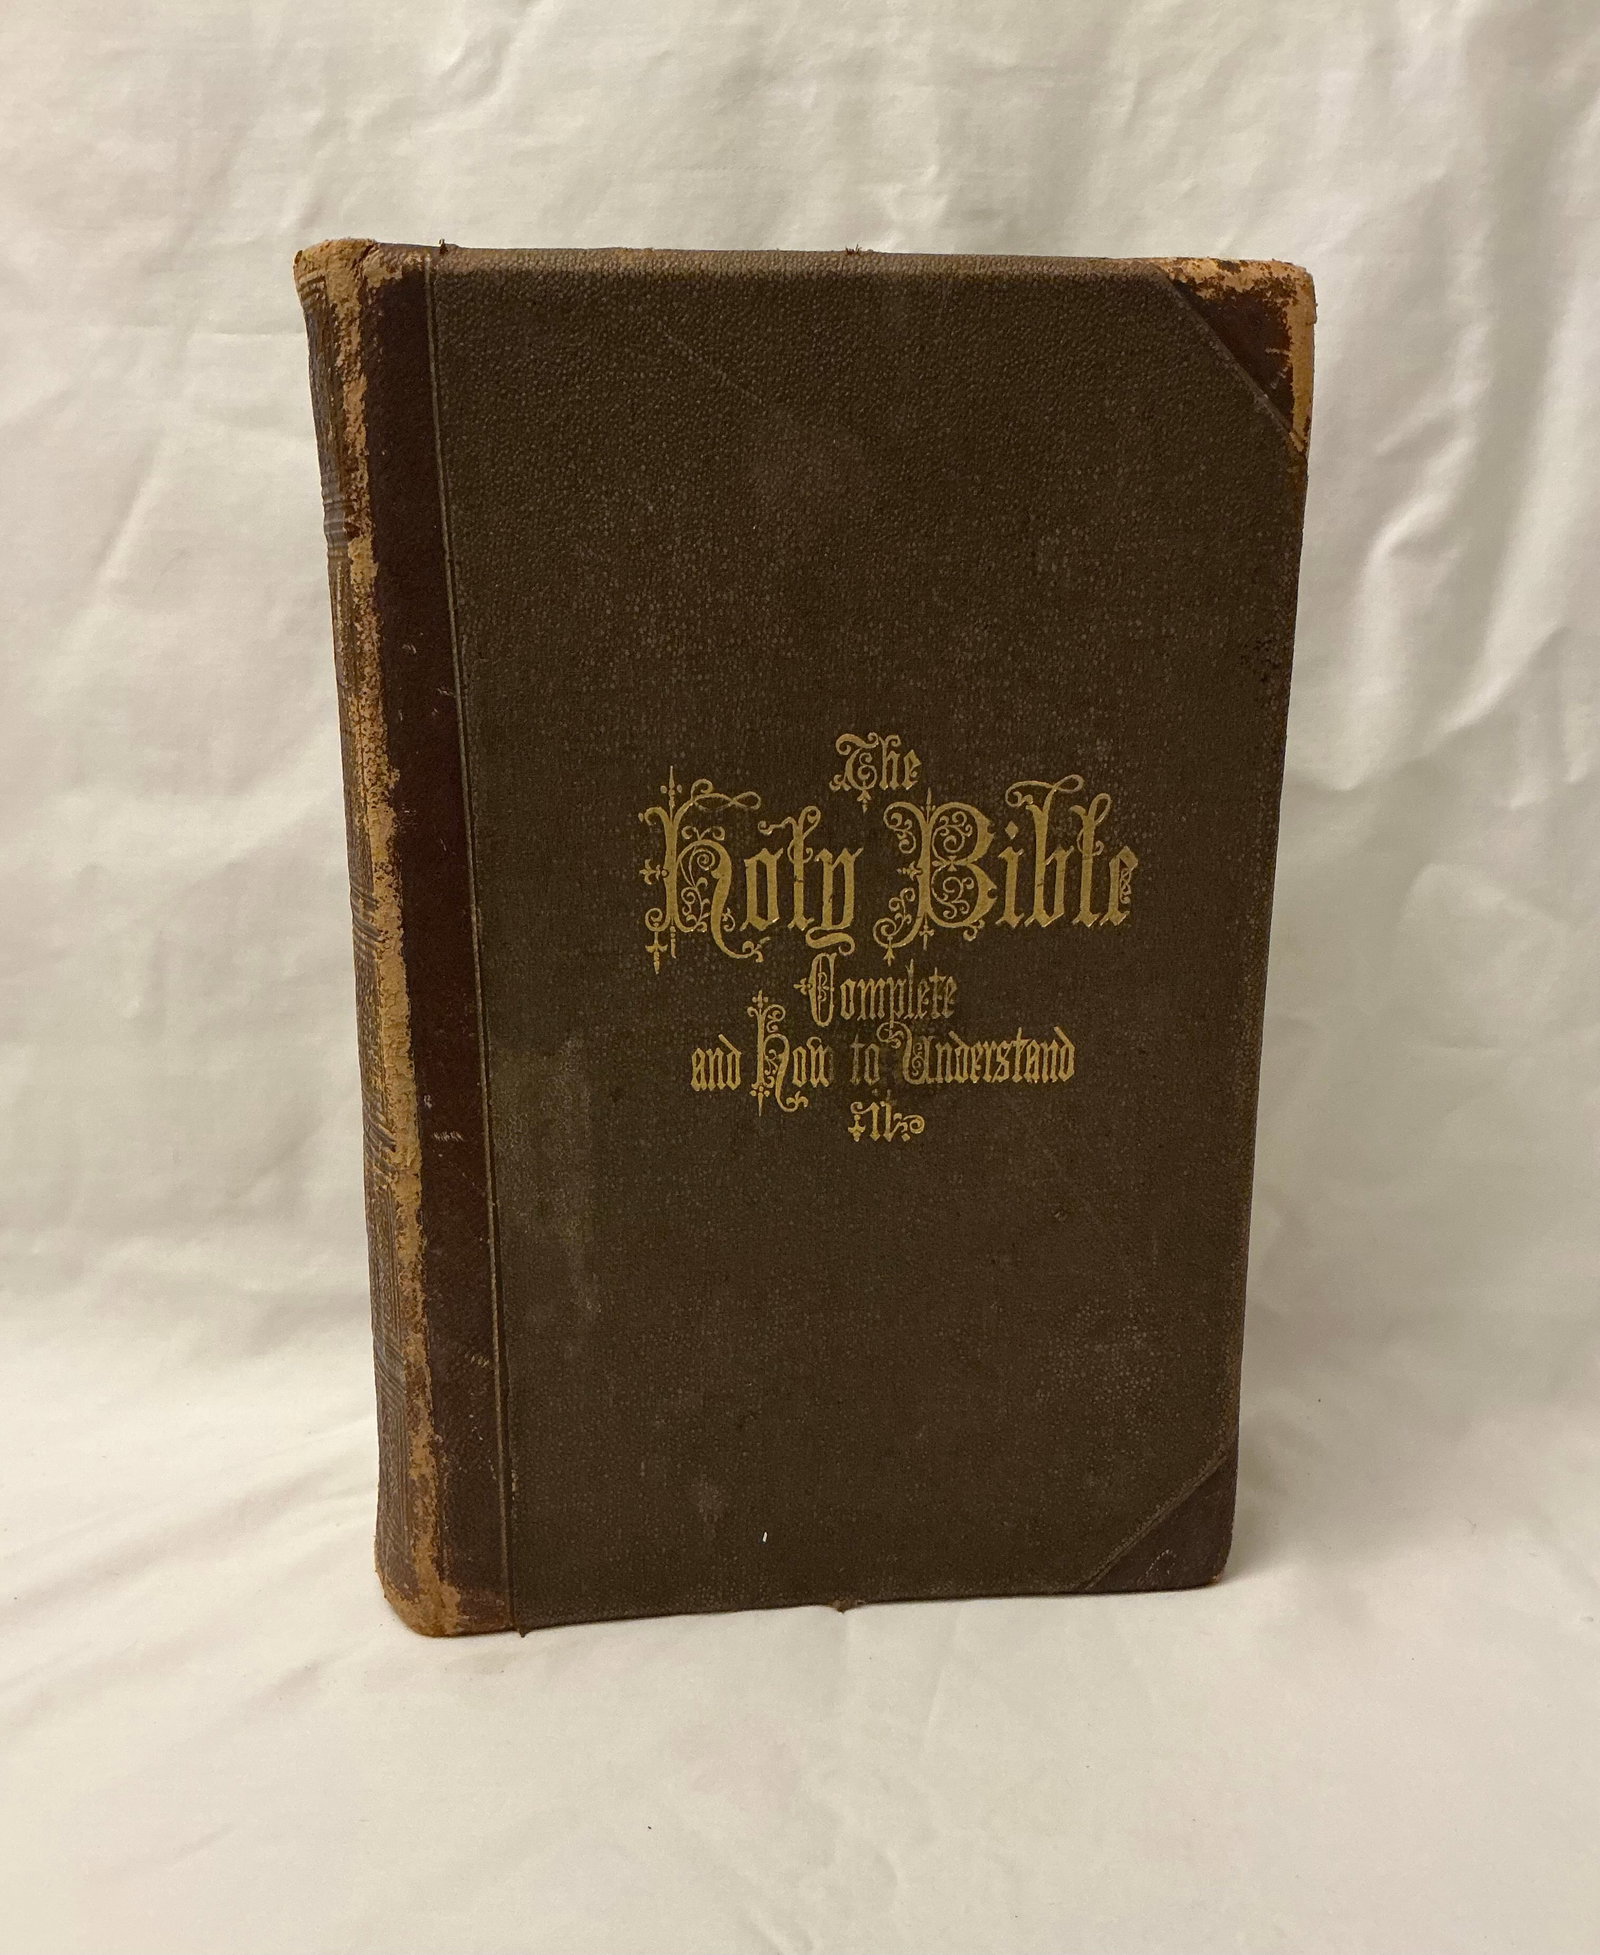 The
Holy Bible
Complete
and How to Understand
It.